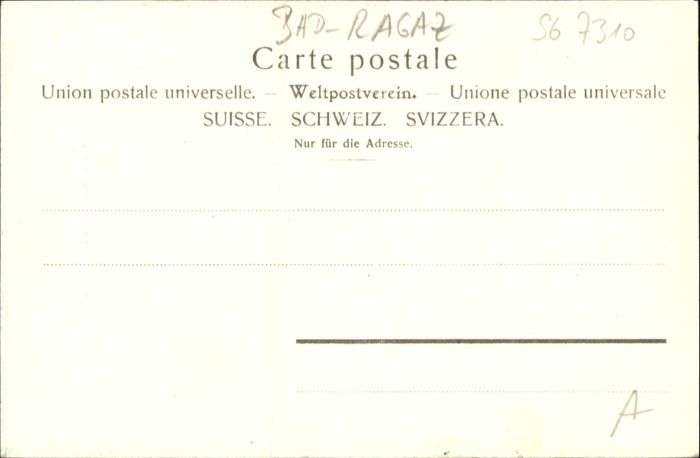 BAD-RAGAZ SG 7310
Carte postale
Union postale universelle. — Weltpostverein. — Unione postale universale
SUISSE. SCHWEIZ. SVIZZERA.
Nur für die Adresse.
A